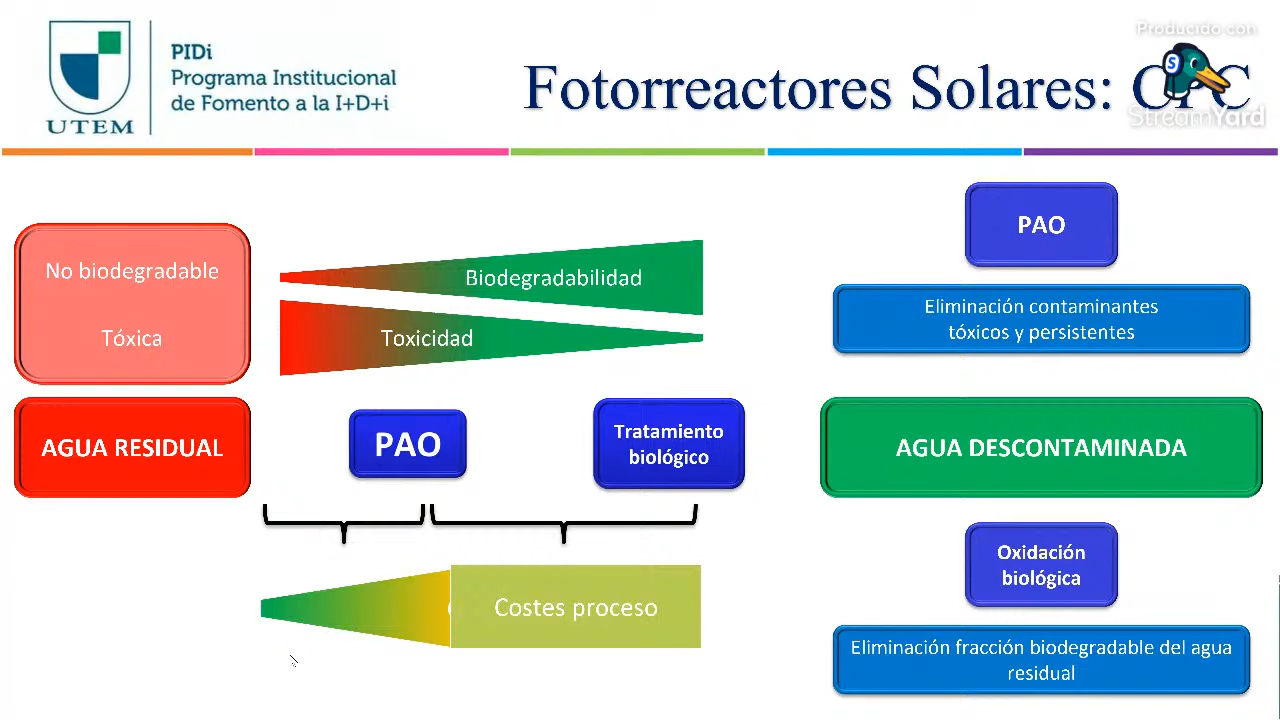 UTEM
PIDi
Programa Institucional
de Fomento a la I+D+i
Producido con
StreamYard
Fotorreactores Solares:
No biodegradable
Tóxica
Biodegradabilidad
Toxicidad
PAO
Eliminación contaminantes
tóxicos y persistentes
AGUA RESIDUAL
PAO
Tratamiento
biológico
AGUA DESCONTAMINADA
Costes proceso
Oxidación
biológica
Eliminación fracción biodegradable del agua
residual